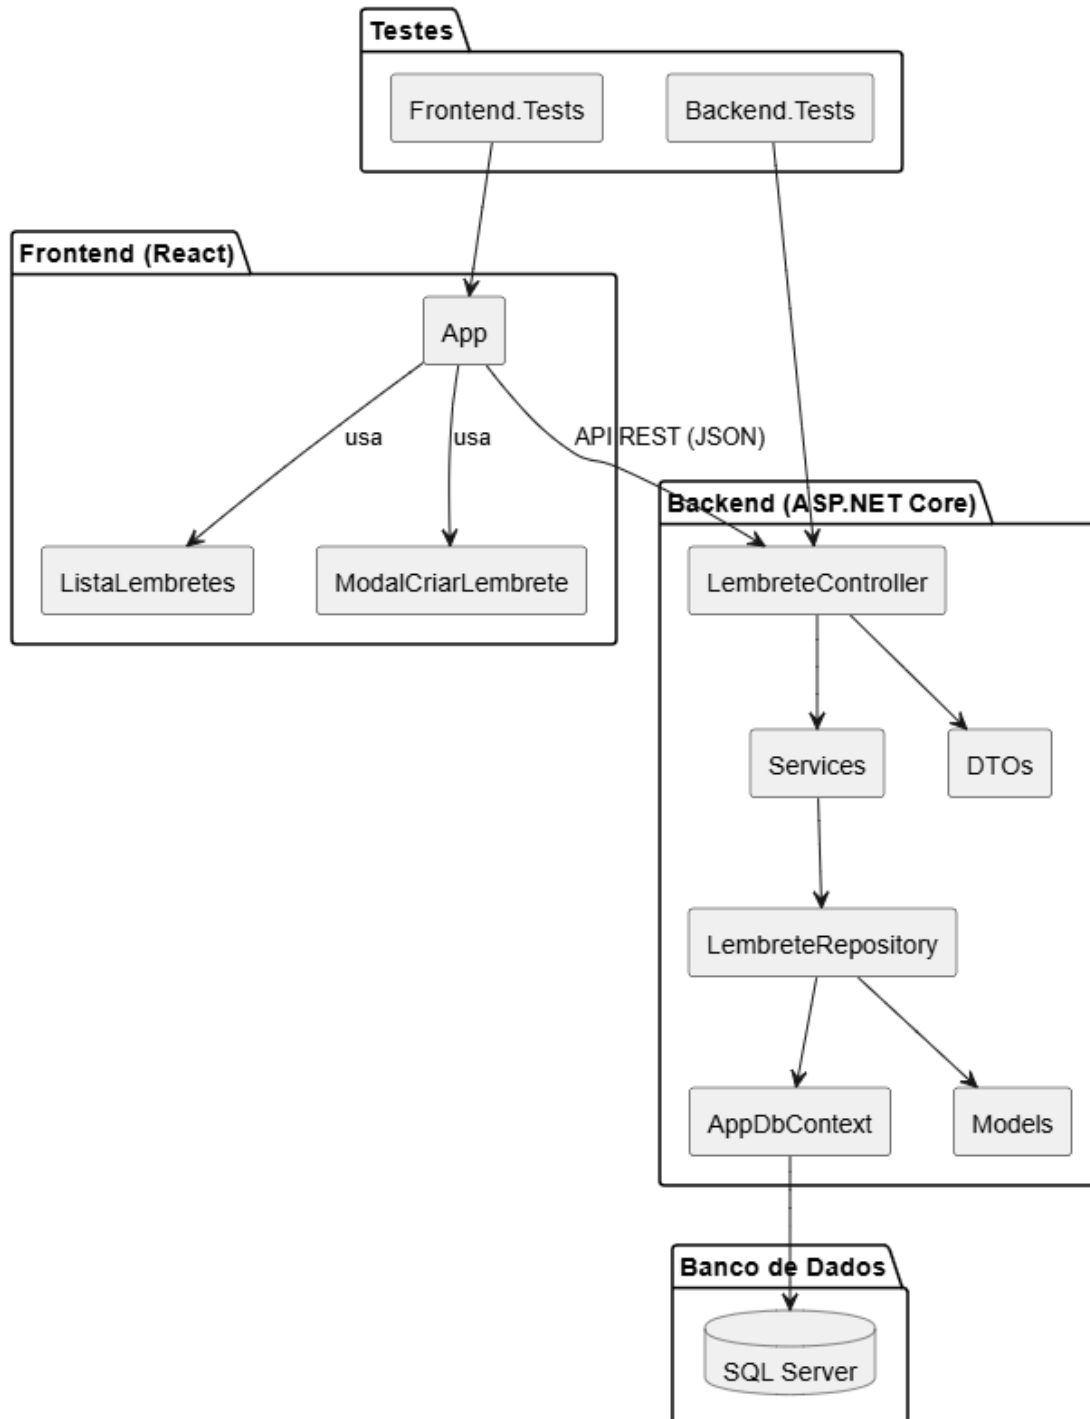 Testes
Frontend.Tests
Backend.Tests
Frontend (React)
App
usa
usa
API REST (JSON)
Backend (ASP.NET Core)
ListaLembretes
ModalCriarLembrete
LembreteController
Services
DTOs
LembreteRepository
AppDbContext
Models
Banco de Dados
SQL Server